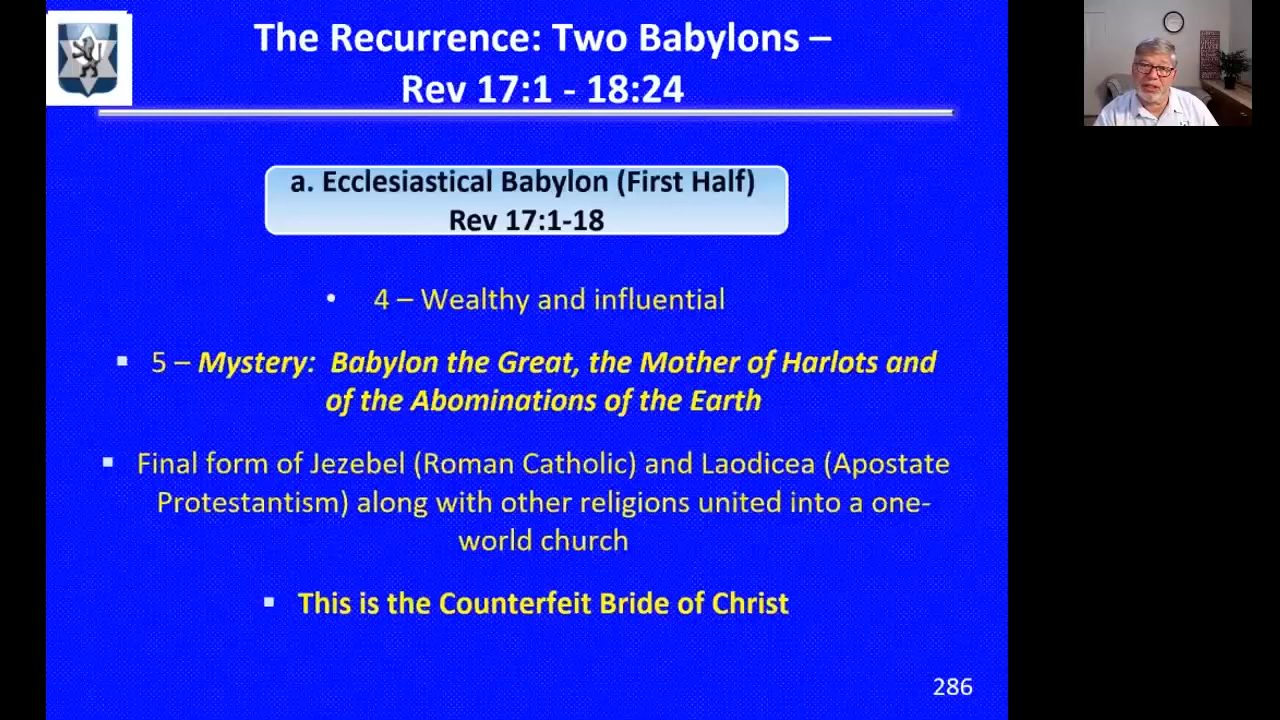 The Recurrence: Two Babylons –
Rev 17:1 - 18:24
a. Ecclesiastical Babylon (First Half)
Rev 17:1-18
• 4 – Wealthy and influential
▪ 5 – Mystery: Babylon the Great, the Mother of Harlots and
of the Abominations of the Earth
▪ Final form of Jezebel (Roman Catholic) and Laodicea (Apostate
Protestantism) along with other religions united into a one-
world church
▪ This is the Counterfeit Bride of Christ
286